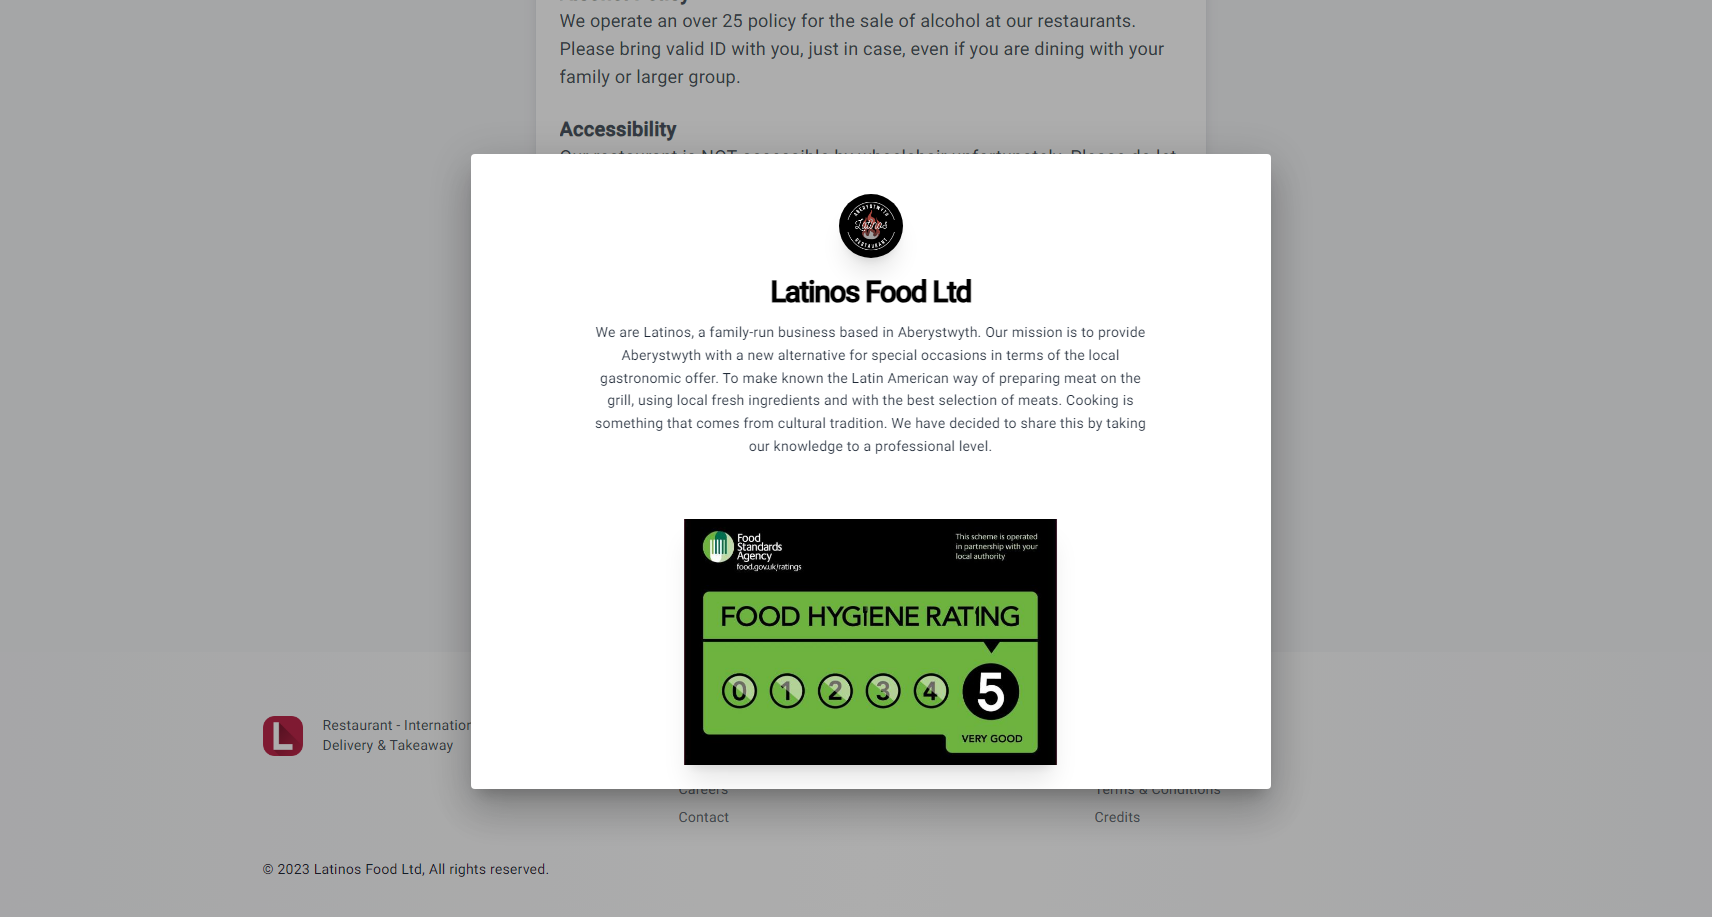 We operate an over 25 policy for the sale of alcohol at our restaurants.
Please bring valid ID with you, just in case, even if you are dining with your
family or larger group.
Accessibility
ABERYSTWYTH
Latinos
RESTAURANT
Latinos Food Ltd
We are Latinos, a family-run business based in Aberystwyth. Our mission is to provide
Aberystwyth with a new alternative for special occasions in terms of the local
gastronomic offer. To make known the Latin American way of preparing meat on the
grill, using local fresh ingredients and with the best selection of meats. Cooking is
something that comes from cultural tradition. We have decided to share this by taking
our knowledge to a professional level.
Food
Standards
Agency
food.gov.uk/ratings
This scheme is operated
in partnership with your
local authority
FOOD HYGIENE RATING
0 1 2 3 4 5
VERY GOOD
L
Restaurant - Internation
Delivery & Takeaway
Careers
Contact
Terms & Conditions
Credits
© 2023 Latinos Food Ltd, All rights reserved.